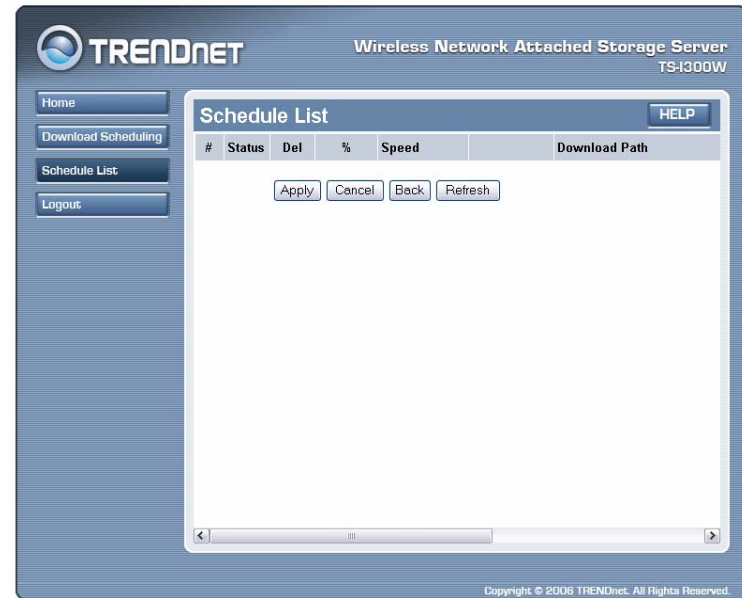 TRENDNET
Wireless Network Attached Storage Server
TS-I300W
Home
Download Scheduling
Schedule List
Logout
Schedule List
HELP
# Status Del % Speed Download Path
Apply Cancel Back Refresh
Copyright © 2006 TRENDnet. All Rights Reserved.